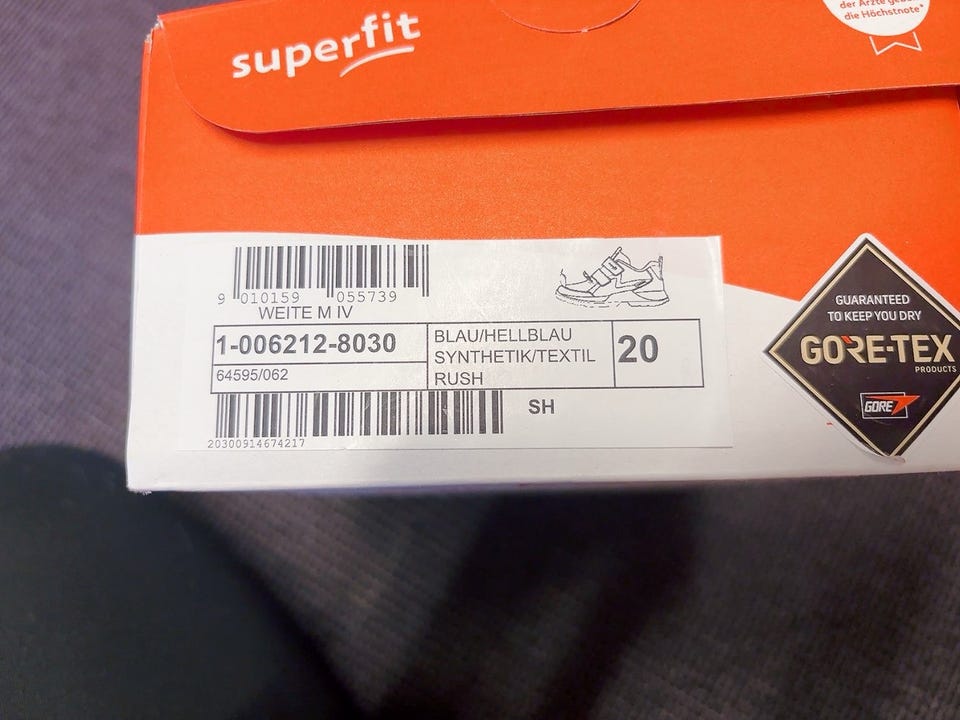 superfit
der Ärzte
die Höchstnote*
9 010159 055739
WEITE M IV
1-006212-8030
64595/062
BLAU/HELLBLAU
SYNTHETIK/TEXTIL
RUSH
20
SH
20300914674217
GUARANTEED
TO KEEP YOU DRY
GORE-TEX
PRODUCTS
GORE